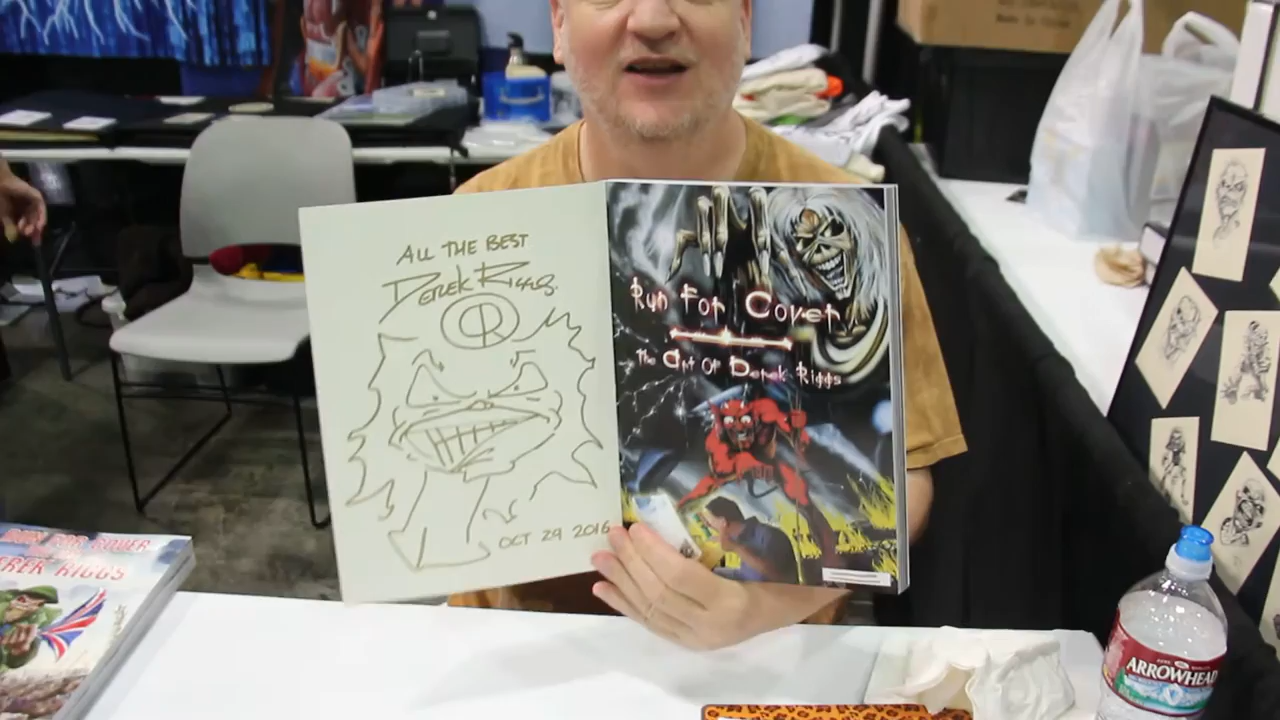 ALL THE BEST
DEREK RIGGS.
OCT 29 2016
Run For Cover
The Art Of Derek Riggs
RUN FOR COVER
DEREK RIGGS
ARROWHEAD